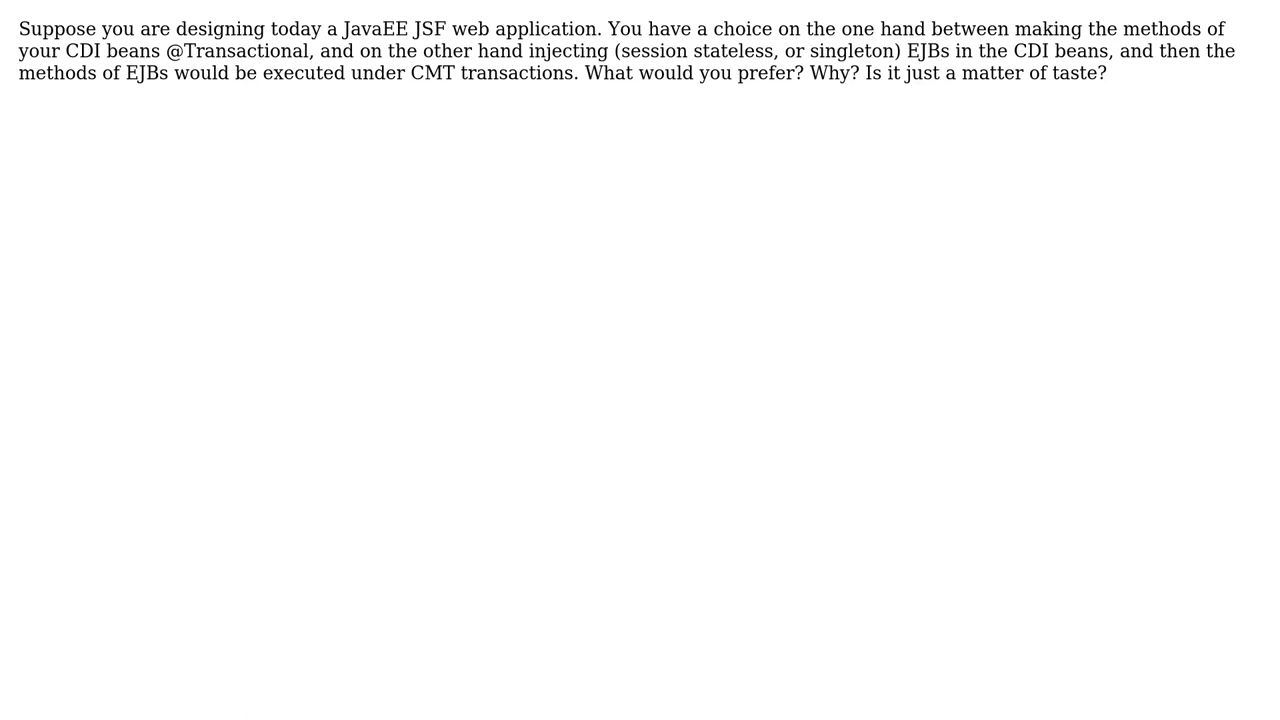 Suppose you are designing today a JavaEE JSF web application. You have a choice on the one hand between making the methods of
your CDI beans @Transactional, and on the other hand injecting (session stateless, or singleton) EJBs in the CDI beans, and then the
methods of EJBs would be executed under CMT transactions. What would you prefer? Why? Is it just a matter of taste?